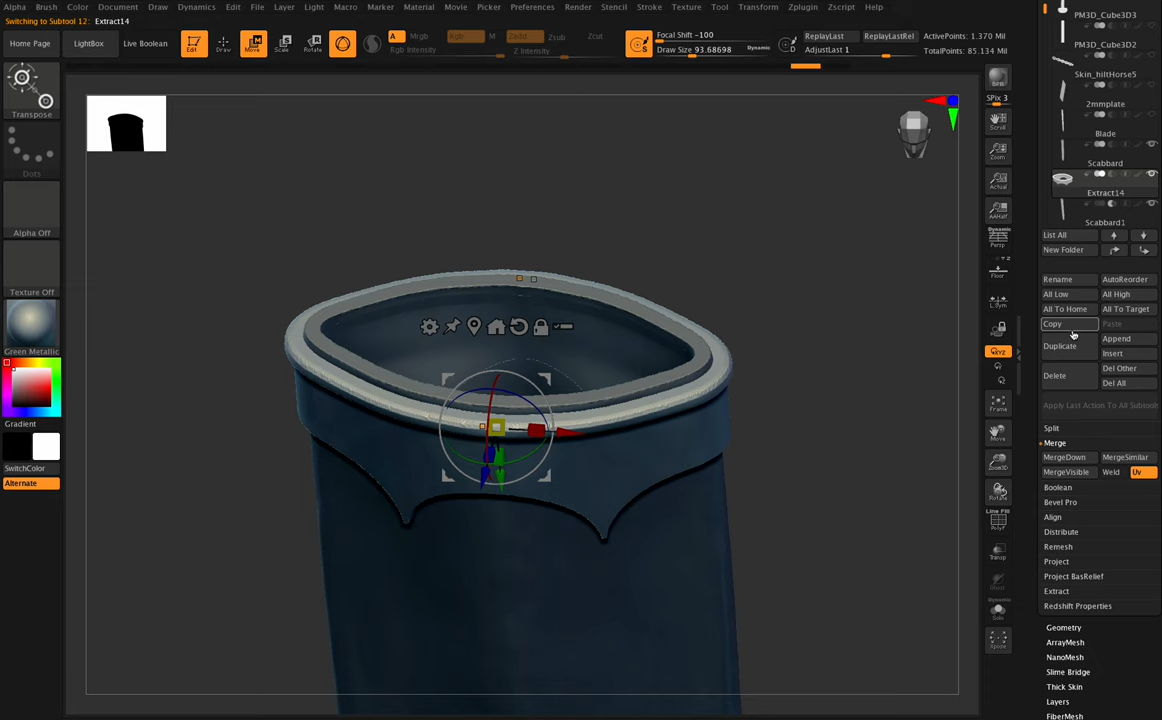 Alpha Brush Color Document Draw Dynamics Edit File Layer Light Macro Marker Material Movie Picker Preferences Render Stencil Stroke Texture Tool Transform Zplugin Zscript Help
Switching to Subtool 12: Extract14
Home Page
LightBox
Live Boolean
Edit
Draw
Move
Scale
Rotate
A
Mrgb
Rgb Intensity
Rgb
M
Zadd
Zsub
Zcut
Z Intensity
S
Focal Shift -100
Draw Size 93.68698
Dynamic
D
ReplayLast
ReplayLastRel
AdjustLast 1
ActivePoints: 1.370 Mil
TotalPoints: 85.134 Mil
Transpose
Dots
Alpha Off
Texture Off
Green Metallic
Gradient
SwitchColor
Alternate
BPR
SPix 3
Scroll
Zoom
Actual
AAHalf
Dynamic
Persp
Floor
L.Sym
XYZ
Frame
Move
Zoom3D
Rotate
Line Fill
PolyF
Transp
Ghost
Dynamic
Solo
Xpose
PM3D_Cube3D3
PM3D_Cube3D2
Skin_hiltHorse5
2mmplate
Blade
Scabbard
Extract14
Scabbard1
List All
New Folder
Rename
AutoReorder
All Low
All High
All To Home
All To Target
Copy
Paste
Duplicate
Append
Insert
Delete
Del Other
Del All
Apply Last Action To All Subtool
Split
Merge
MergeDown
MergeSimilar
MergeVisible
Weld
Uv
Boolean
Bevel Pro
Align
Distribute
Remesh
Project
Project BasRelief
Extract
Redshift Properties
Geometry
ArrayMesh
NanoMesh
Slime Bridge
Thick Skin
Layers
FiberMesh